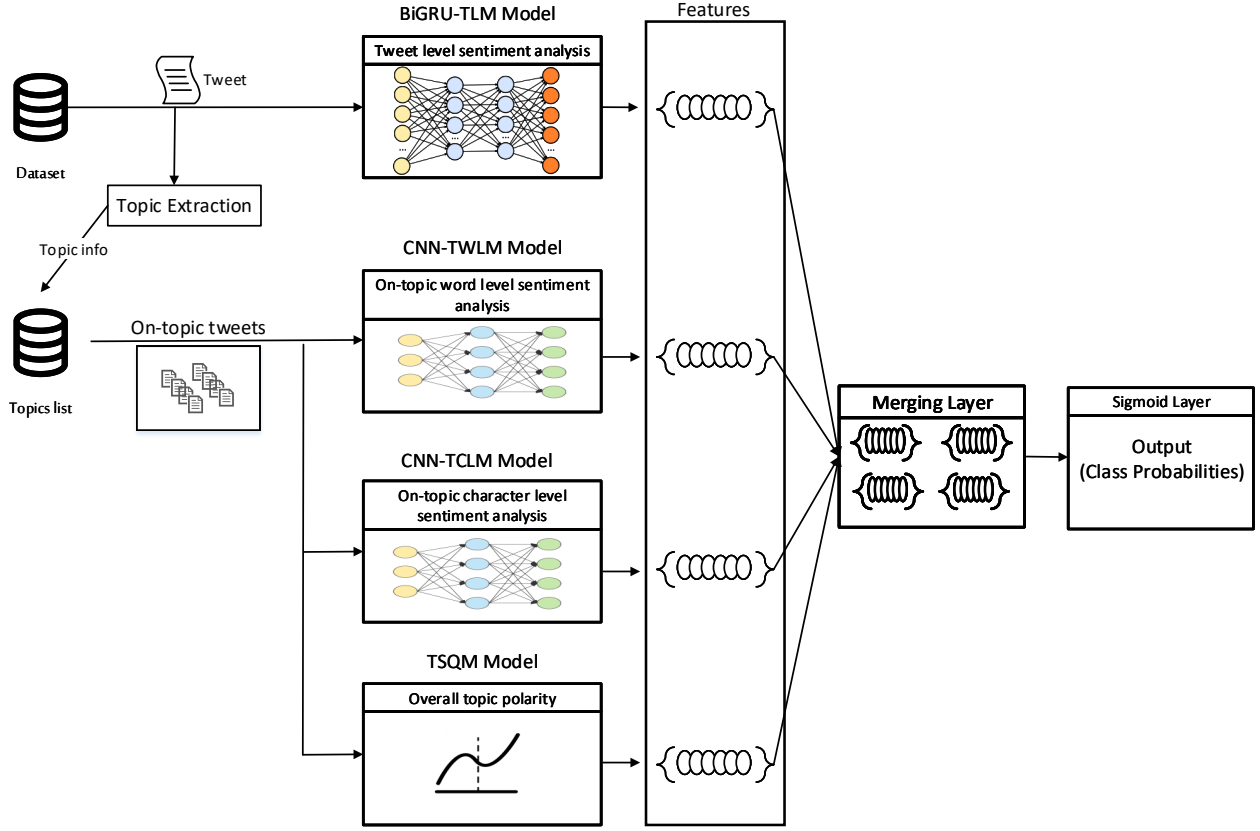 BiGRU-TLM Model
Features
Tweet level sentiment analysis
Tweet
...
...
...
...
Dataset
Topic Extraction
Topic info
CNN-TWLM Model
On-topic word level sentiment
analysis
On-topic tweets
Topics list
Merging Layer
Sigmoid Layer
Output
(Class Probabilities)
CNN-TCLM Model
On-topic character level
sentiment analysis
TSQM Model
Overall topic polarity